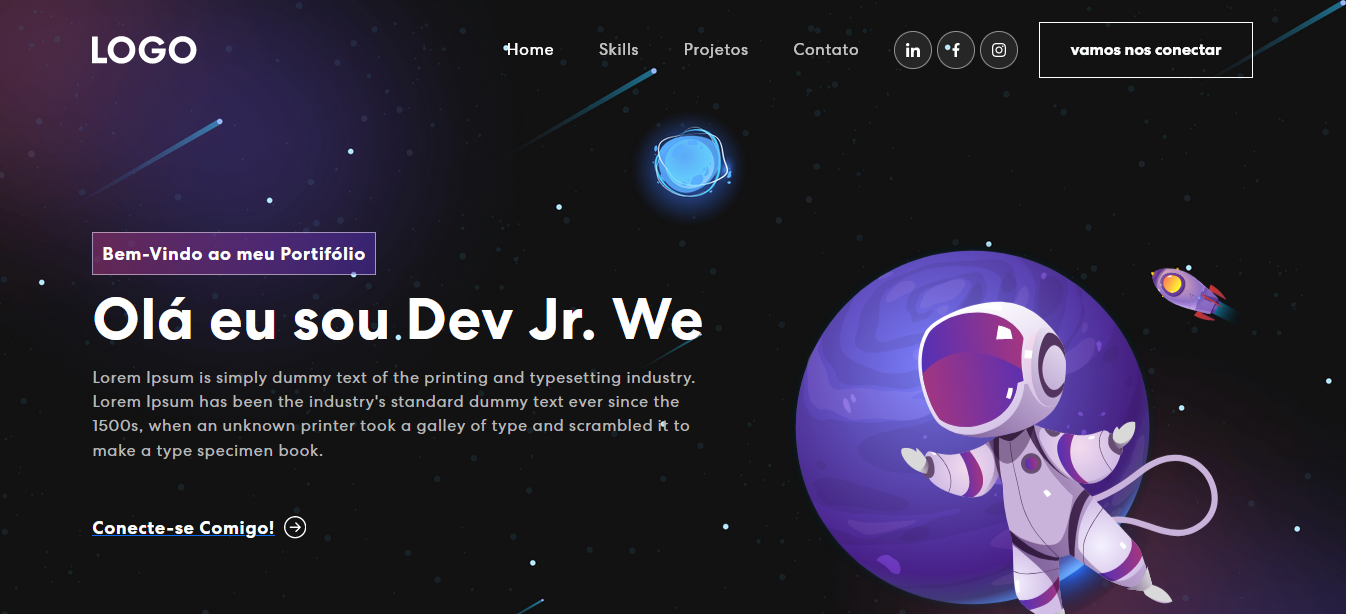 LOGO
Home Skills Projetos Contato in f vamos nos conectar
Bem-Vindo ao meu Portifólio
Olá eu sou Dev Jr. We
Lorem Ipsum is simply dummy text of the printing and typesetting industry.
Lorem Ipsum has been the industry's standard dummy text ever since the
1500s, when an unknown printer took a galley of type and scrambled it to
make a type specimen book.
Conecte-se Comigo!